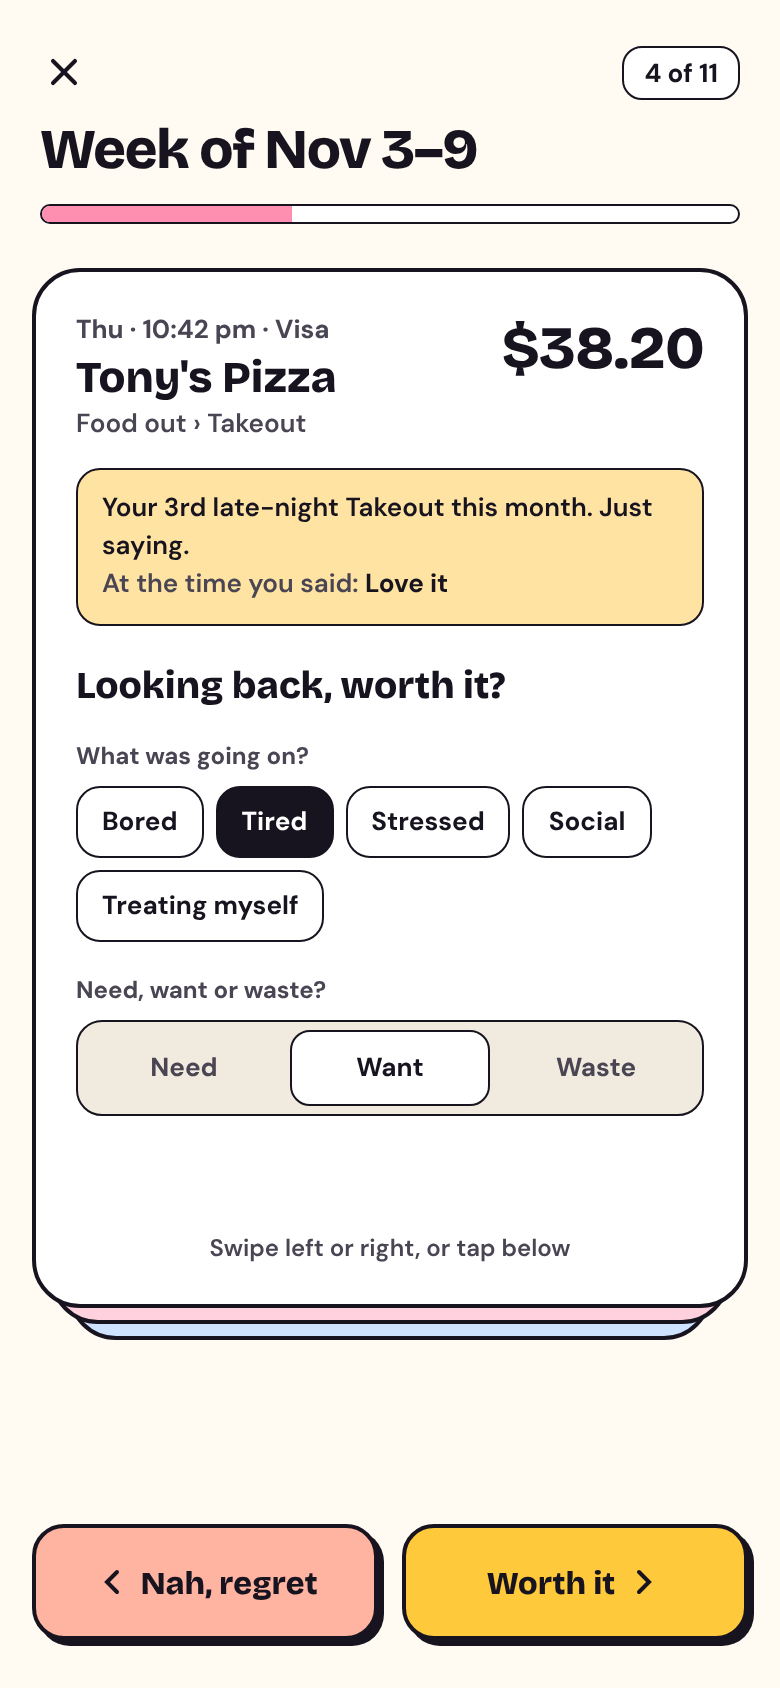 4 of 11
Week of Nov 3–9
Thu · 10:42 pm · Visa
$38.20
Tony's Pizza
Food out › Takeout
Your 3rd late-night Takeout this month. Just
saying.
At the time you said: Love it
Looking back, worth it?
What was going on?
Bored
Tired
Stressed
Social
Treating myself
Need, want or waste?
Need
Want
Waste
Swipe left or right, or tap below
Nah, regret
Worth it